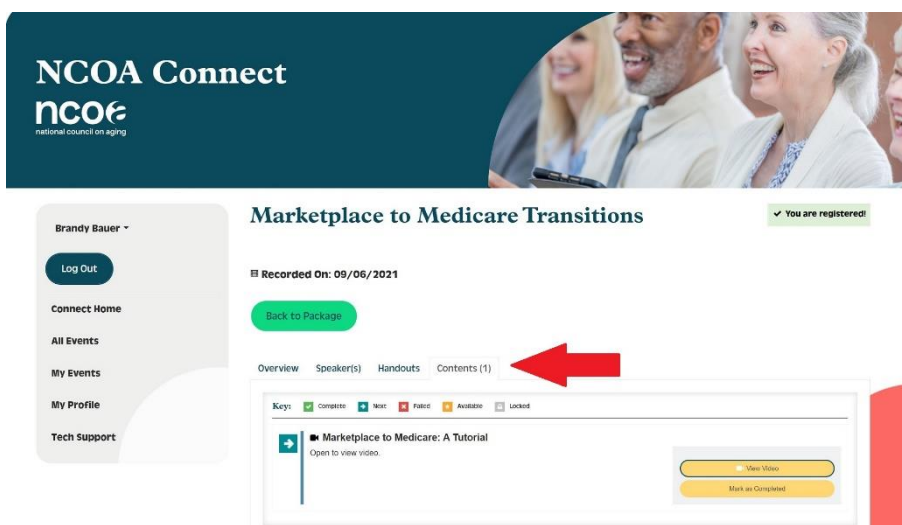 NCOA Connect
ncoa
national council on aging
Brandy Bauer
Log Out
Connect Home
All Events
My Events
My Profile
Tech Support
Marketplace to Medicare Transitions
You are registered!
Recorded On: 09/06/2021
Back to Package
Overview Speaker(s) Handouts Contents (1)
Key: Complete Next Failed Available Locked
Marketplace to Medicare: A Tutorial
Open to view video.
View Video
Mark as Completed